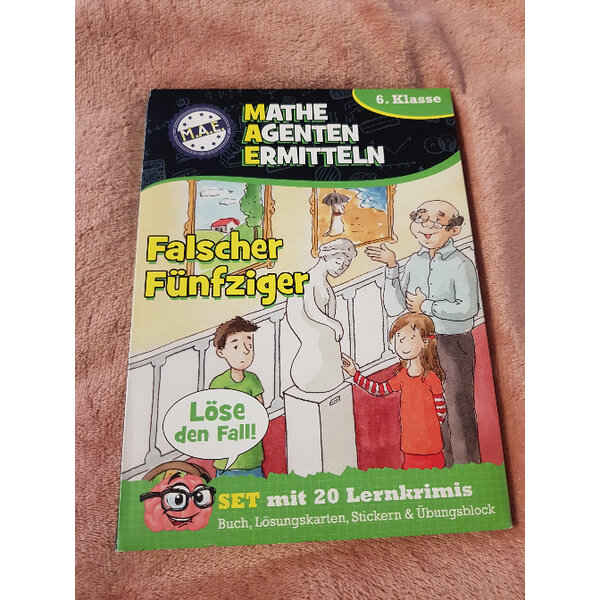 6. Klasse
M.A.E
MATHE
AGENTEN
ERMITTELN
Falscher
Fünfziger
Löse
den Fall!
SET mit 20 Lernkrimis
Buch, Lösungskarten, Stickern & Übungsblock